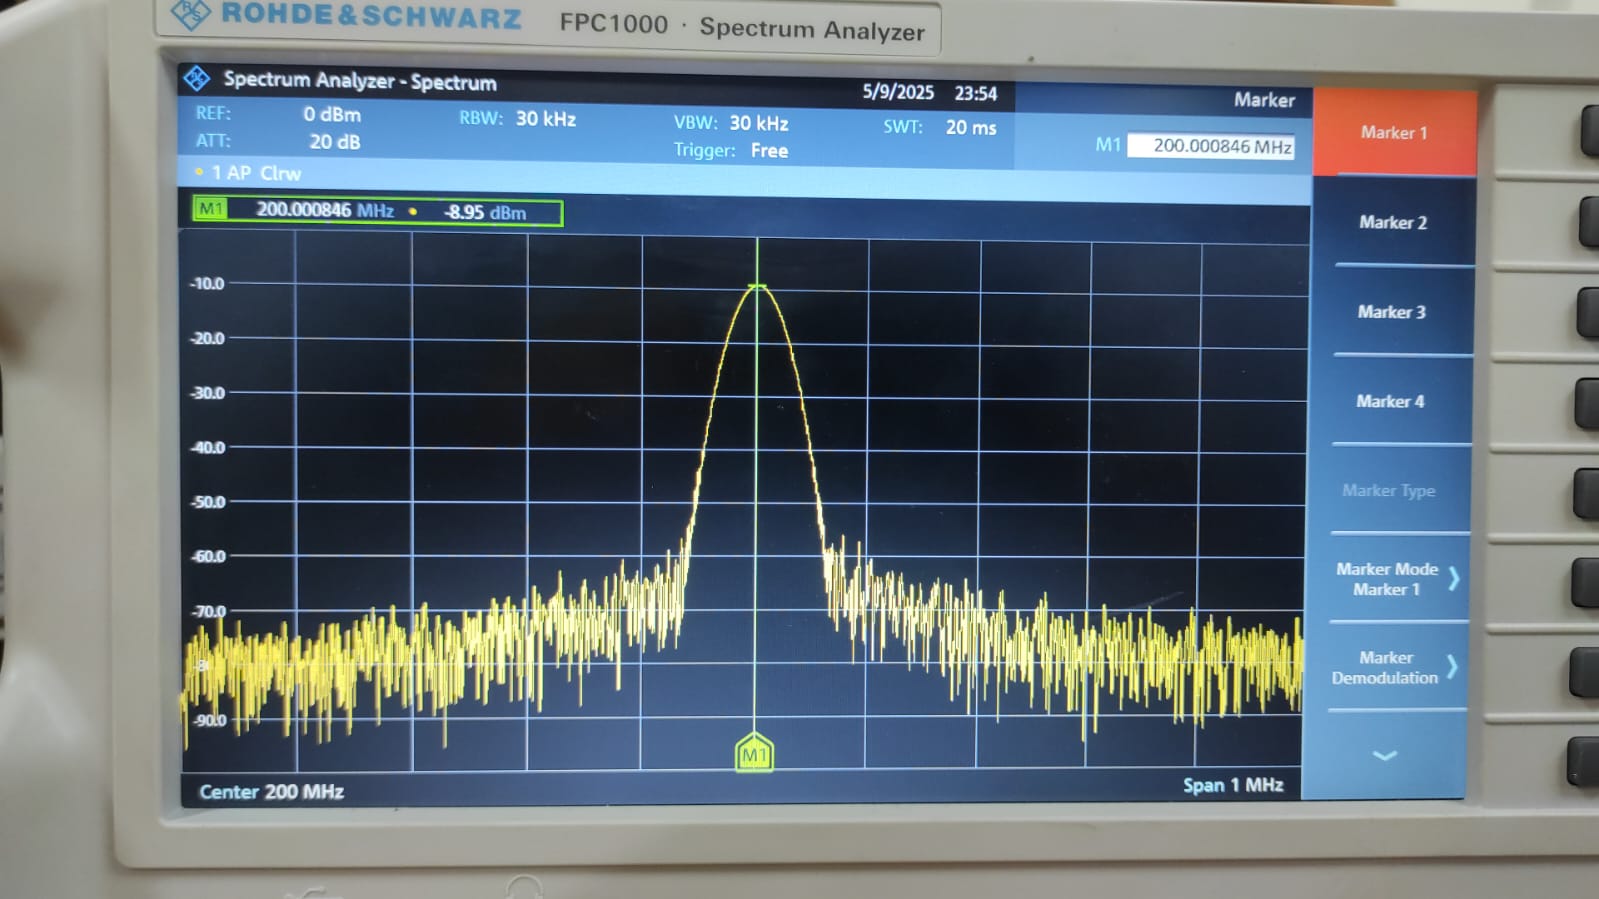 ROHDE & SCHWARZ FPC1000 · Spectrum Analyzer
Spectrum Analyzer - Spectrum 5/9/2025 23:54 Marker
REF: 0 dBm RBW: 30 kHz VBW: 30 kHz SWT: 20 ms
ATT: 20 dB Trigger: Free
M1 200.000846 MHz
1 AP Clrw
M1 200.000846 MHz -8.95 dBm
-10.0
-20.0
-30.0
-40.0
-50.0
-60.0
-70.0
-80
-90.0
M1
Center 200 MHz Span 1 MHz
Marker 1
Marker 2
Marker 3
Marker 4
Marker Type
Marker Mode
Marker 1
Marker
Demodulation